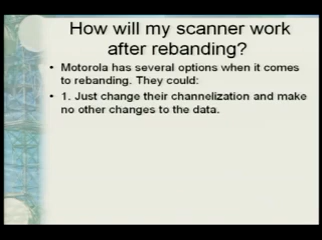 How will my scanner work
after rebanding?
• Motorola has several options when it comes
to rebanding. They could:
• 1. Just change their channelization and make
no other changes to the data.